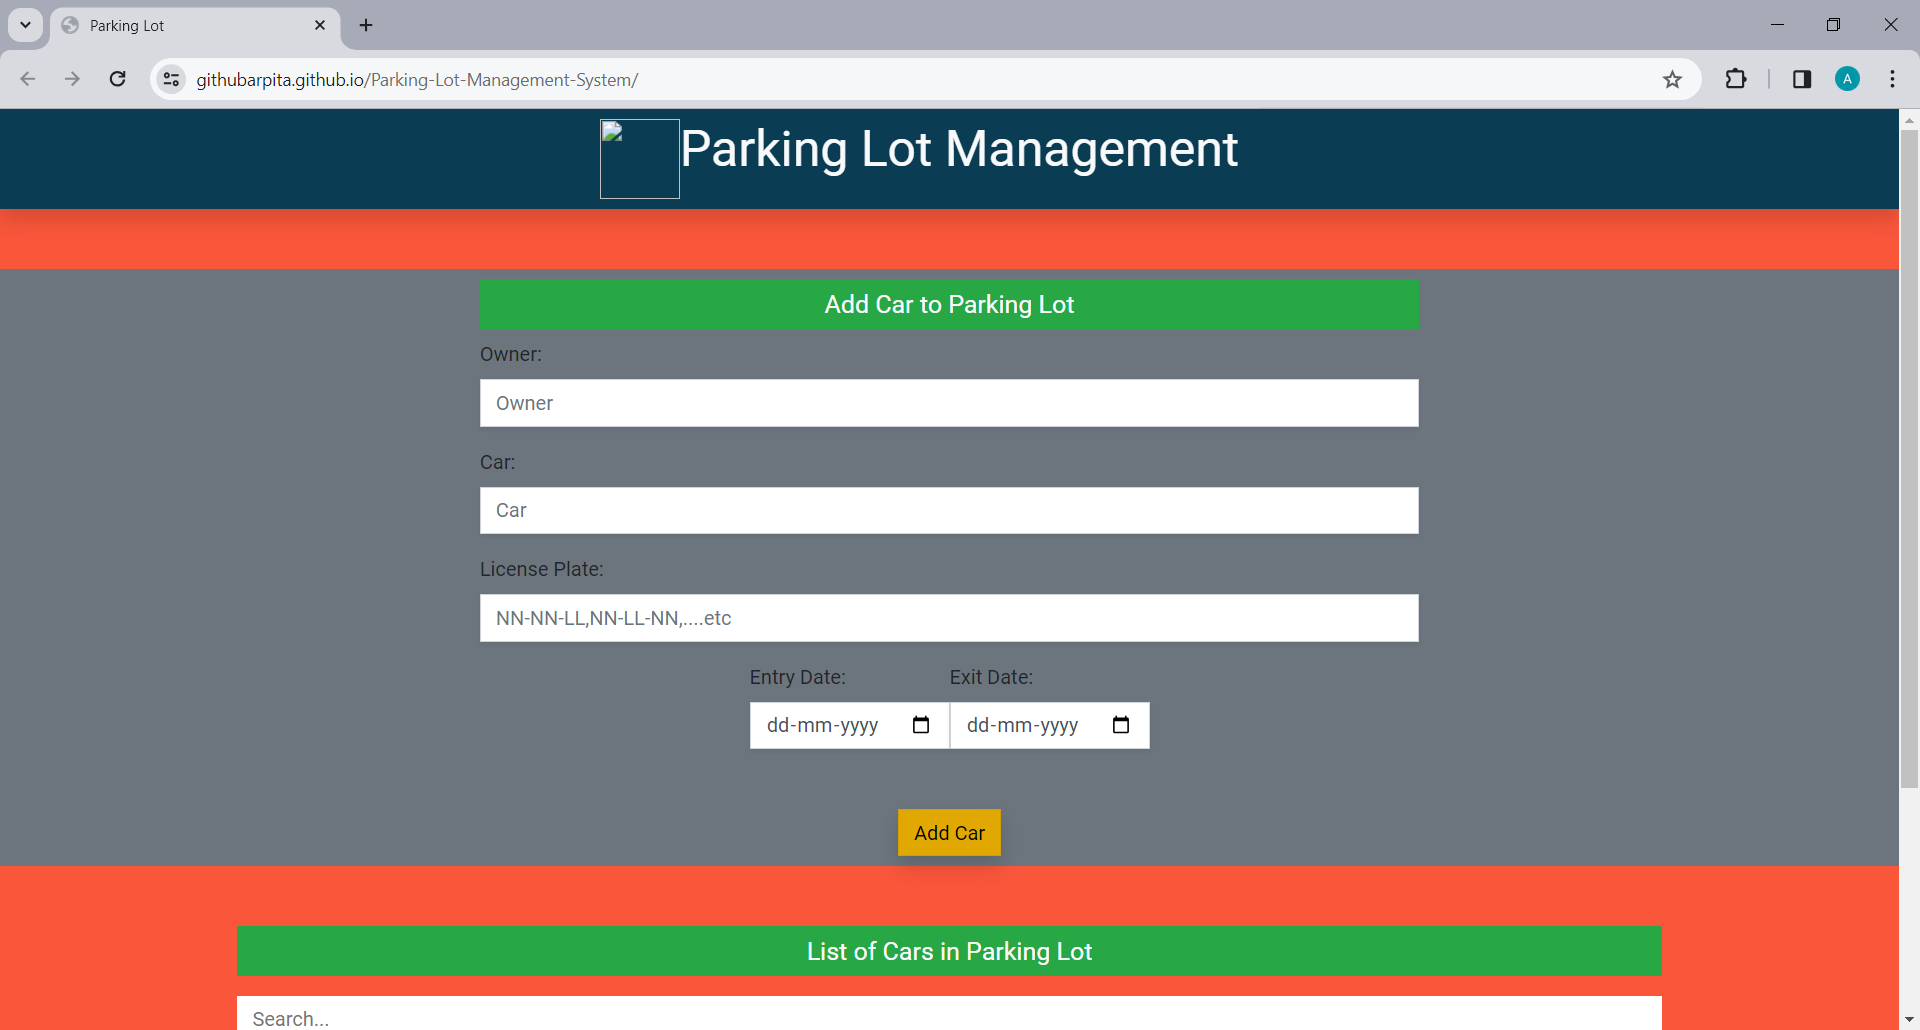 Parking Lot
githubarpita.github.io/Parking-Lot-Management-System/
A
Parking Lot Management
Add Car to Parking Lot
Owner:
Owner
Car:
Car
License Plate:
NN-NN-LL,NN-LL-NN,....etc
Entry Date: Exit Date:
dd-mm-yyyy dd-mm-yyyy
Add Car
List of Cars in Parking Lot
Search...